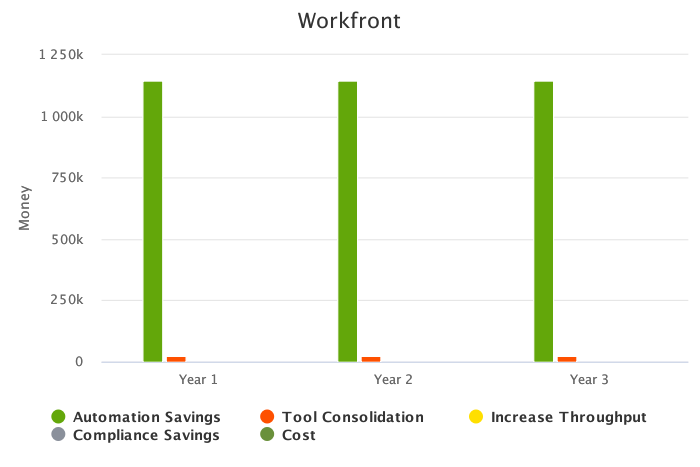 Workfront
1 250k
1 000k
750k
500k
250k
0
Money
Year 1 Year 2 Year 3
Automation Savings Tool Consolidation Increase Throughput
Compliance Savings Cost